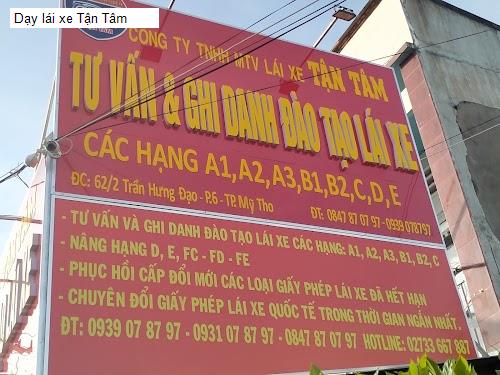 Dạy lái xe Tận Tâm
CÔNG TY TNHH MTV LÁI XE TẬN TÂM
TƯ VẤN & GHI DANH ĐÀO TẠO LÁI XE
CÁC HẠNG A1,A2,A3,B1,B2,C,D,E
ĐC: 62/2 Trần Hưng Đạo - P.6 - TP. Mỹ Tho ĐT: 0847 87 07 97 - 0939 078797
- TƯ VẤN VÀ GHI DANH ĐÀO TẠO LÁI XE CÁC HẠNG: A1, A2, A3, B1, B2, C
- NÂNG HẠNG D, E, FC - FD - FE
- PHỤC HỒI CẤP ĐỔI MỚI CÁC LOẠI GIẤY PHÉP LÁI XE ĐÃ HẾT HẠN
- CHUYÊN ĐỔI GIẤY PHÉP LÁI XE QUỐC TẾ TRONG THỜI GIAN NGẮN NHẤT.
ĐT: 0939 07 87 97 - 0931 07 87 97 - 0847 87 07 97 HOTLINE: 02733 667 887